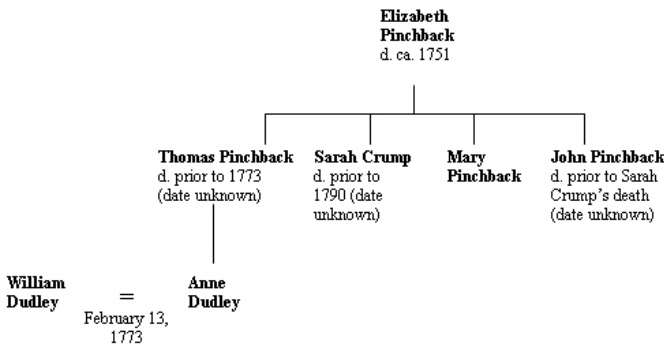 Elizabeth
Pinchback
d. ca. 1751
Thomas Pinchback
d. prior to 1773
(date unknown)
Sarah Crump
d. prior to
1790 (date
unknown)
Mary
Pinchback
John Pinchback
d. prior to Sarah
Crump's death
(date unknown)
William
Dudley
=
February 13,
1773
Anne
Dudley